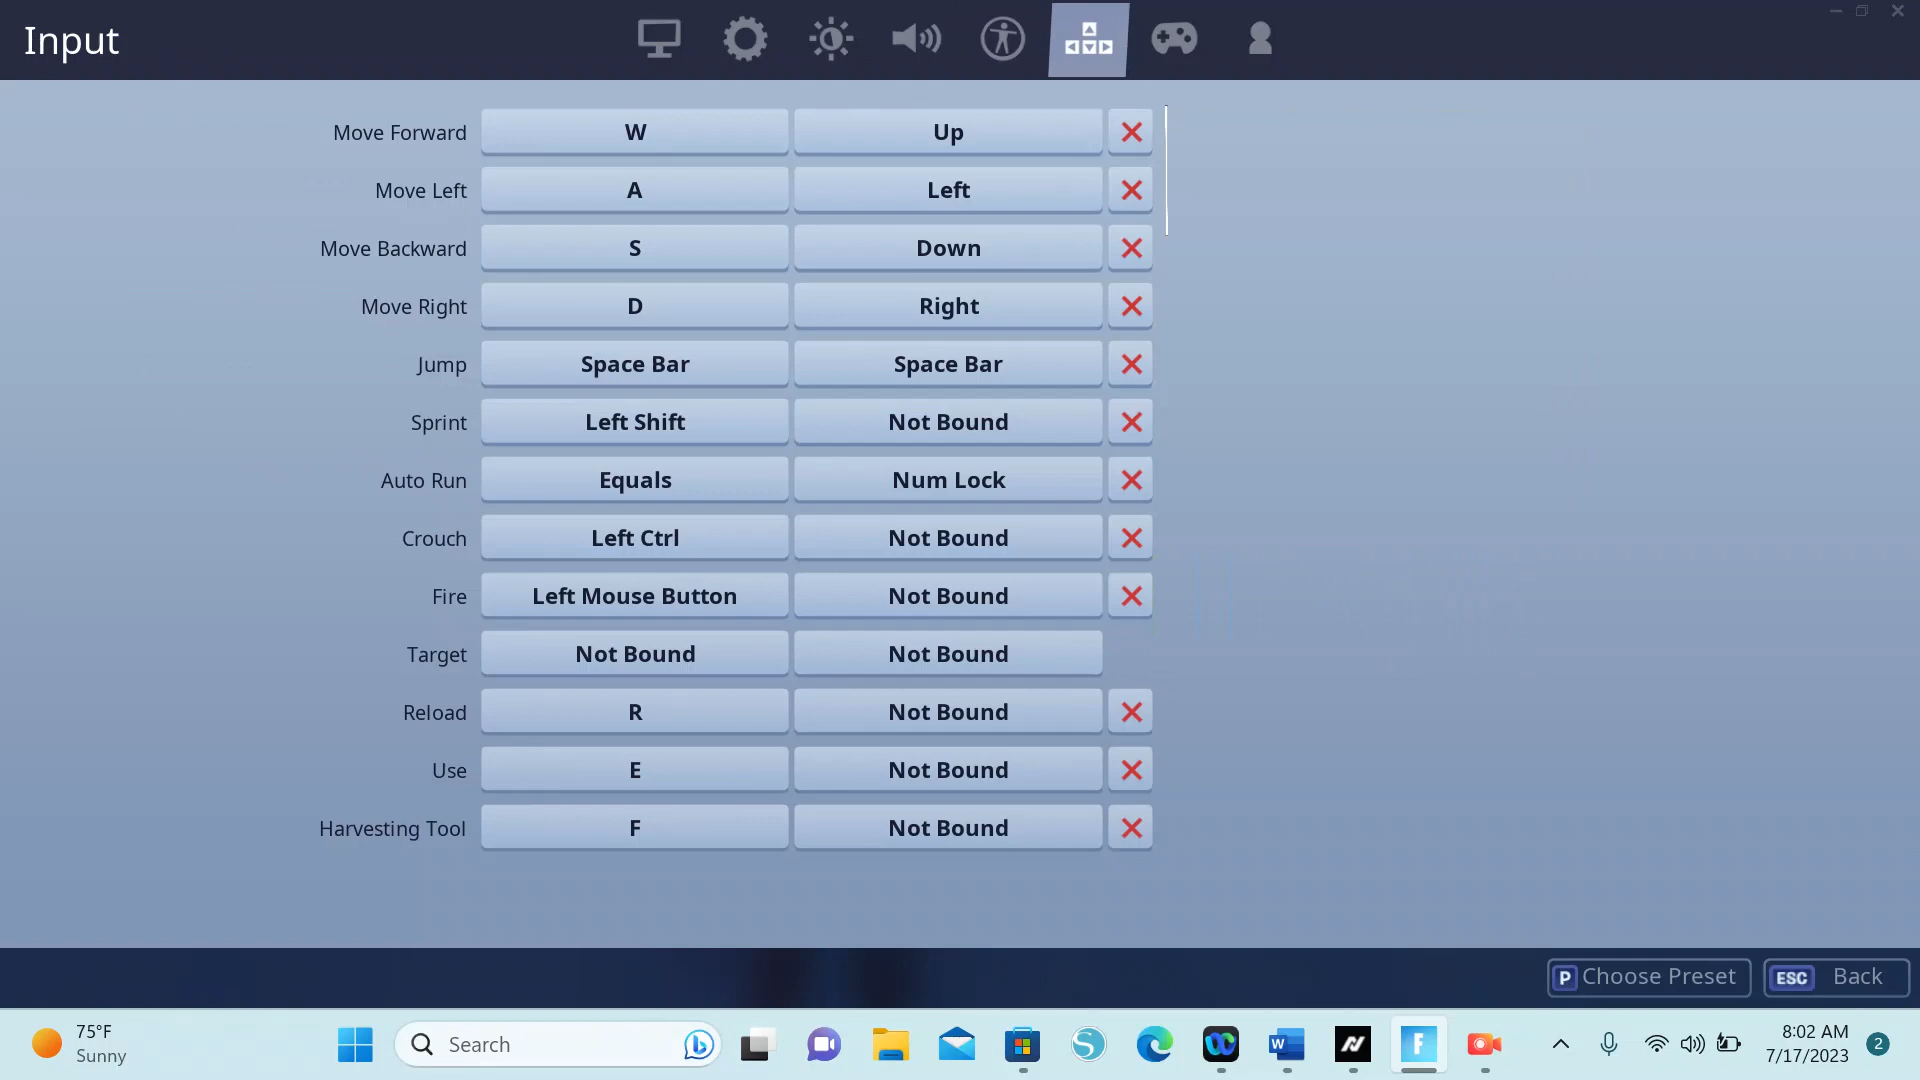 Input
Move Forward W Up
Move Left A Left
Move Backward S Down
Move Right D Right
Jump Space Bar Space Bar
Sprint Left Shift Not Bound
Auto Run Equals Num Lock
Crouch Left Ctrl Not Bound
Fire Left Mouse Button Not Bound
Target Not Bound Not Bound
Reload R Not Bound
Use E Not Bound
Harvesting Tool F Not Bound
P Choose Preset ESC Back
75°F
Sunny
Search
W
F
8:02 AM
7/17/2023
2